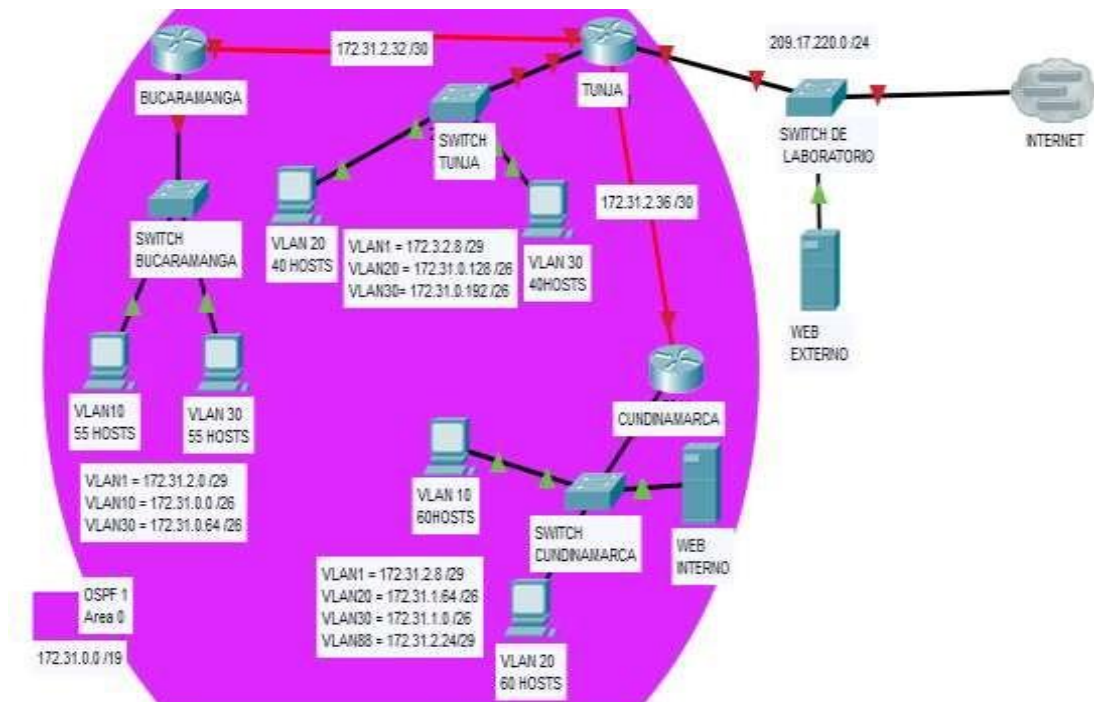 172.31.2.32 /30
209.17.220.0 /24
BUCARAMANGA
TUNJA
SWITCH
TUNJA
SWITCH DE
LABORATORIO
INTERNET
172.31.2.36 /30
SWITCH
BUCARAMANGA
VLAN 20
40 HOSTS
VLAN1 = 172.3.2.8 /29
VLAN20 = 172.31.0.128 /26
VLAN30= 172.31.0.192 /26
VLAN 30
40HOSTS
WEB
EXTERNO
VLAN10
55 HOSTS
VLAN 30
55 HOSTS
CUNDINAMARCA
VLAN1 = 172.31.2.0 /29
VLAN10 = 172.31.0.0 /26
VLAN30 = 172.31.0.64 /26
VLAN 10
60HOSTS
SWITCH
CUNDINAMARCA
WEB
INTERNO
VLAN1 = 172.31.2.8 /29
VLAN20 = 172.31.1.64 /26
VLAN30 = 172.31.1.0 /26
VLAN88 = 172.31.2.24/29
OSPF 1
Area 0
172.31.0.0 /19
VLAN 20
60 HOSTS